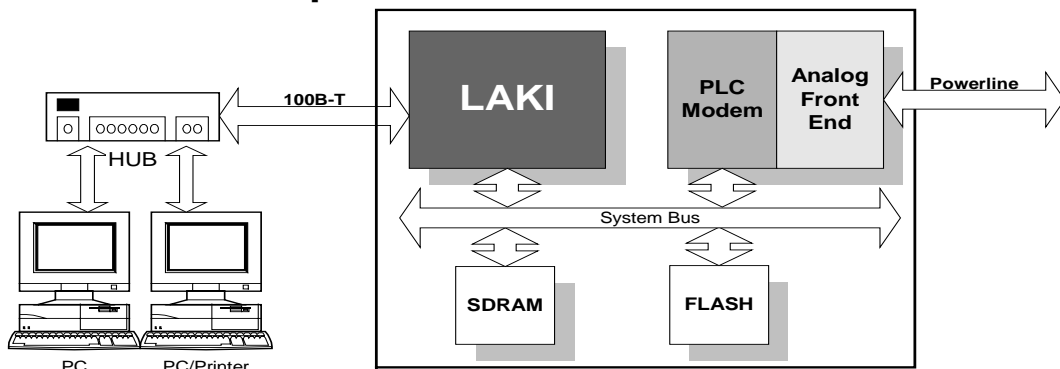 LAKI
PLC
Modem
Analog
Front
End
Powerline
100B-T
HUB
System Bus
SDRAM
FLASH
PC
PC/Printer